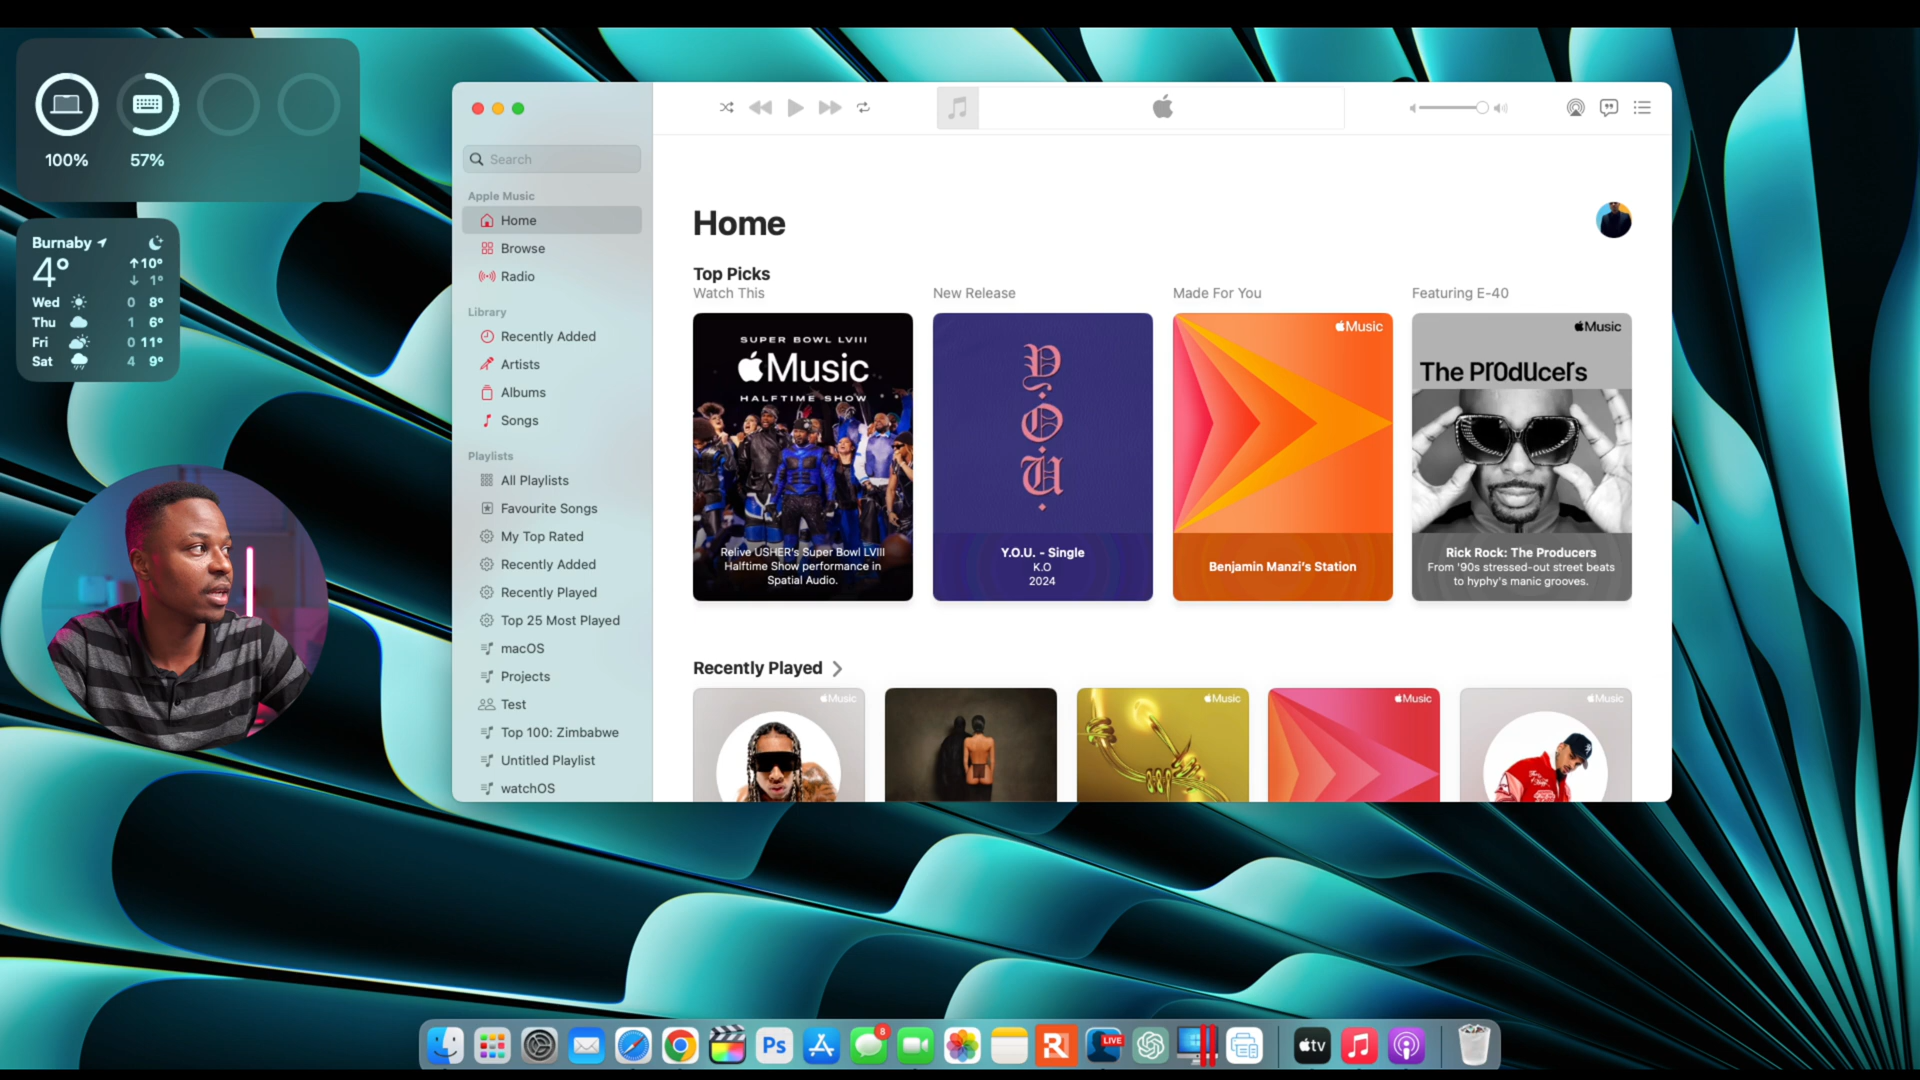 100%
57%
Burnaby
4°
↑10°
↓ 1°
Wed 0 8°
Thu 1 6°
Fri 0 11°
Sat 4 9°
Search
Apple Music
Home
Browse
Radio
Library
Recently Added
Artists
Albums
Songs
Playlists
All Playlists
Favourite Songs
My Top Rated
Recently Added
Recently Played
Top 25 Most Played
macOS
Projects
Test
Top 100: Zimbabwe
Untitled Playlist
watchOS
Home
Top Picks
Watch This
SUPER BOWL LVIII
Music
HALFTIME SHOW
Relive USHER's Super Bowl LVIII
Halftime Show performance in
Spatial Audio.
New Release
Y.O.U.
Y.O.U. - Single
K.O
2024
Made For You
Music
Benjamin Manzi's Station
Featuring E-40
Music
The Pr0dUcers
Rick Rock: The Producers
From '90s stressed-out street beats
to hyphy's manic grooves.
Recently Played
Music
Music
Music
Music
Ps
8
LIVE
tv